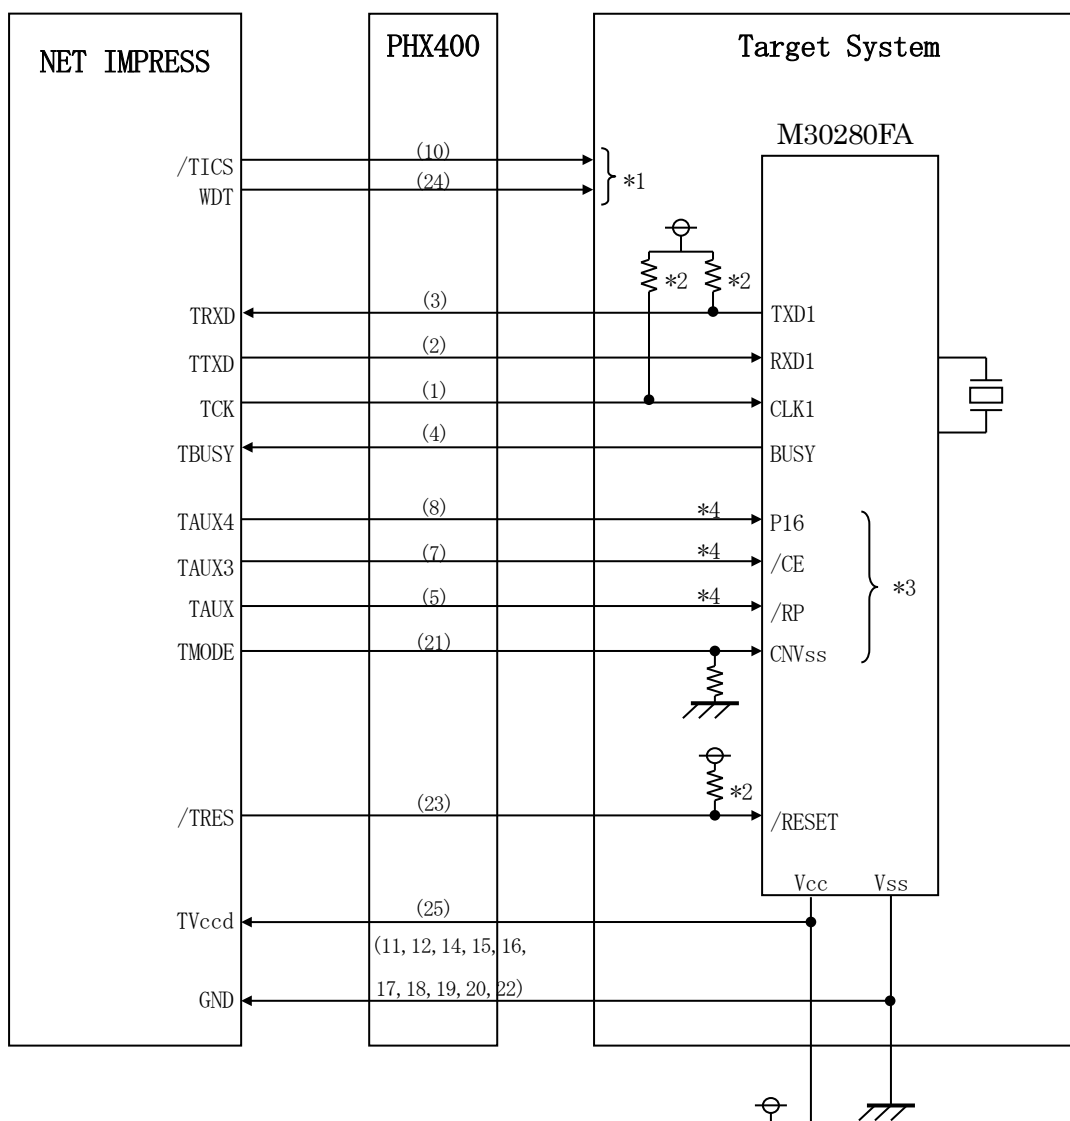 NET IMPRESS
PHX400
Target System
M30280FA
/TICS (10)
WDT (24) *1
*2 *2
TRXD (3) TXD1
TTXD (2) RXD1
TCK (1) CLK1
TBUSY (4) BUSY
TAUX4 (8) *4 P16
TAUX3 (7) *4 /CE
*3
TAUX (5) *4 /RP
TMODE (21) CNVss
*2
/TRES (23) /RESET
Vcc Vss
TVccd (25)
(11, 12, 14, 15, 16,
GND 17, 18, 19, 20, 22)